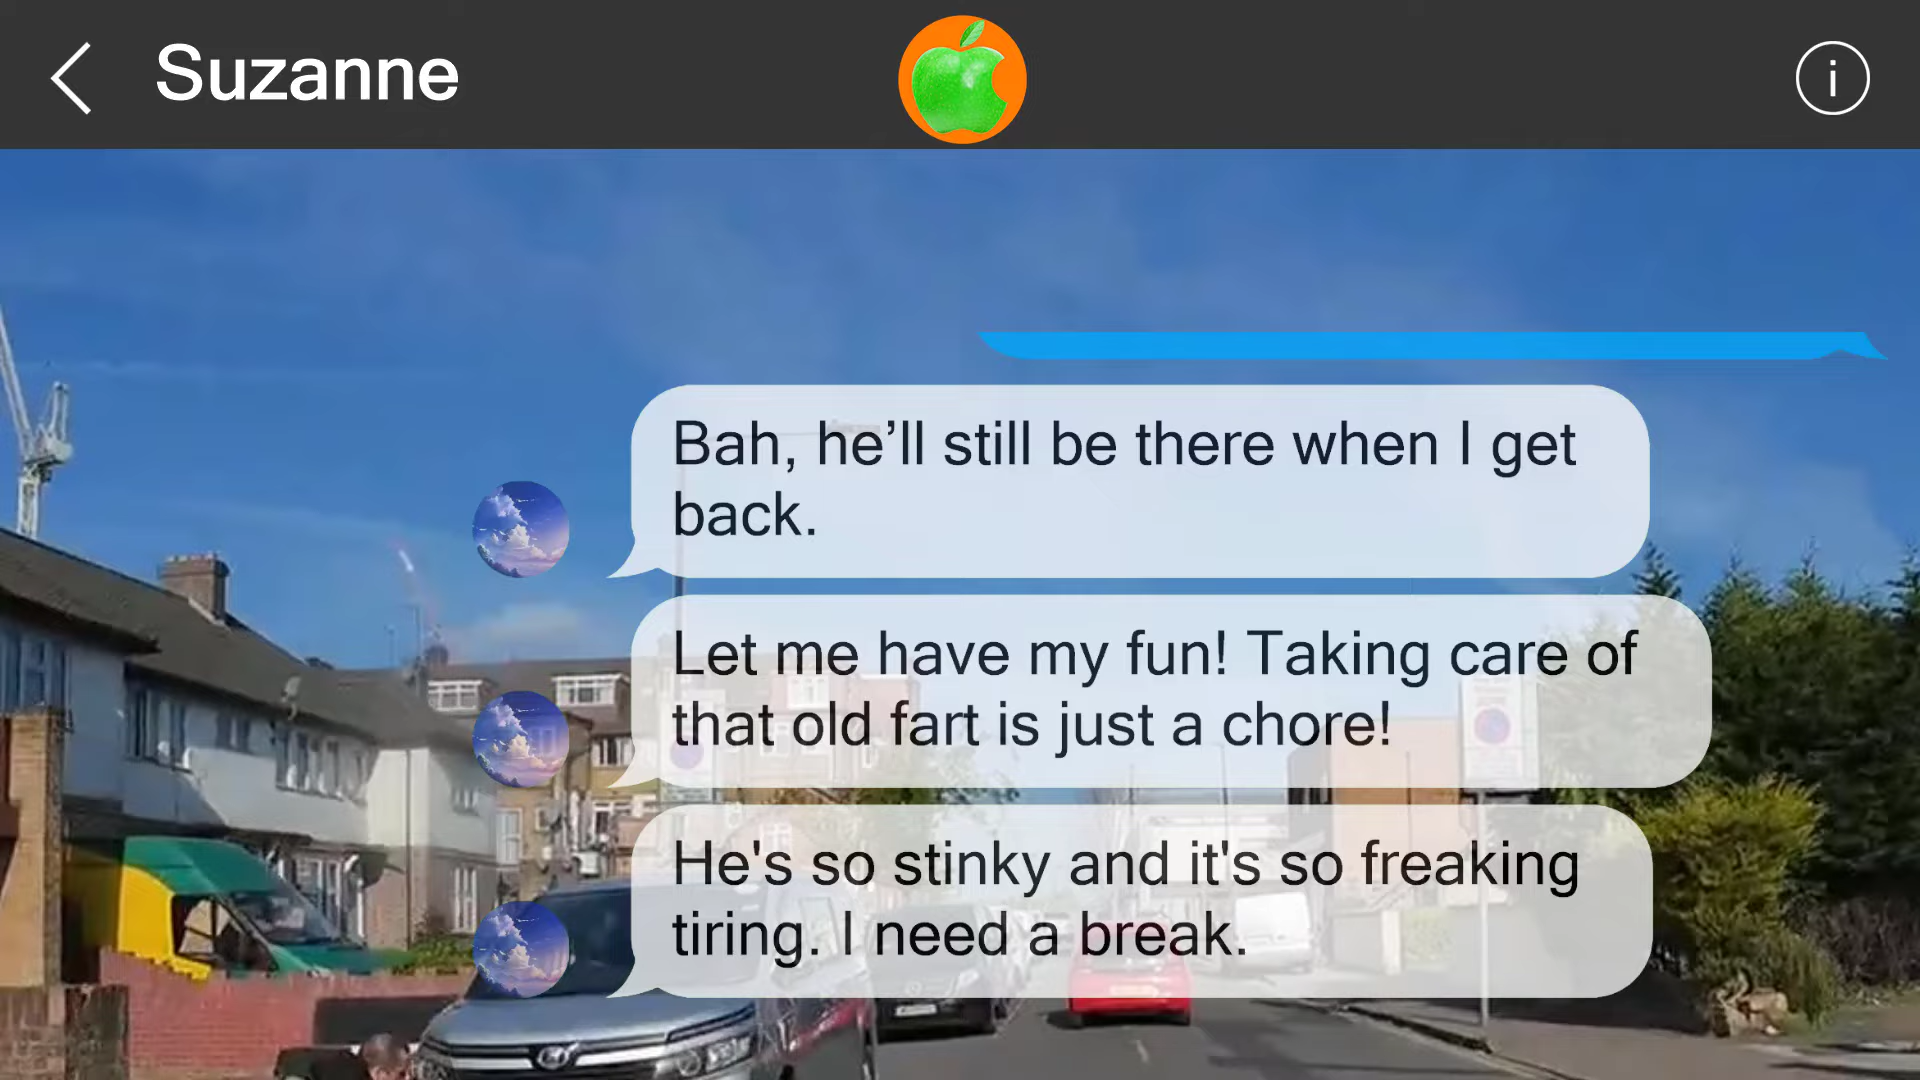 Suzanne
Bah, he’ll still be there when I get
back.
Let me have my fun! Taking care of
that old fart is just a chore!
He's so stinky and it's so freaking
tiring. I need a break.